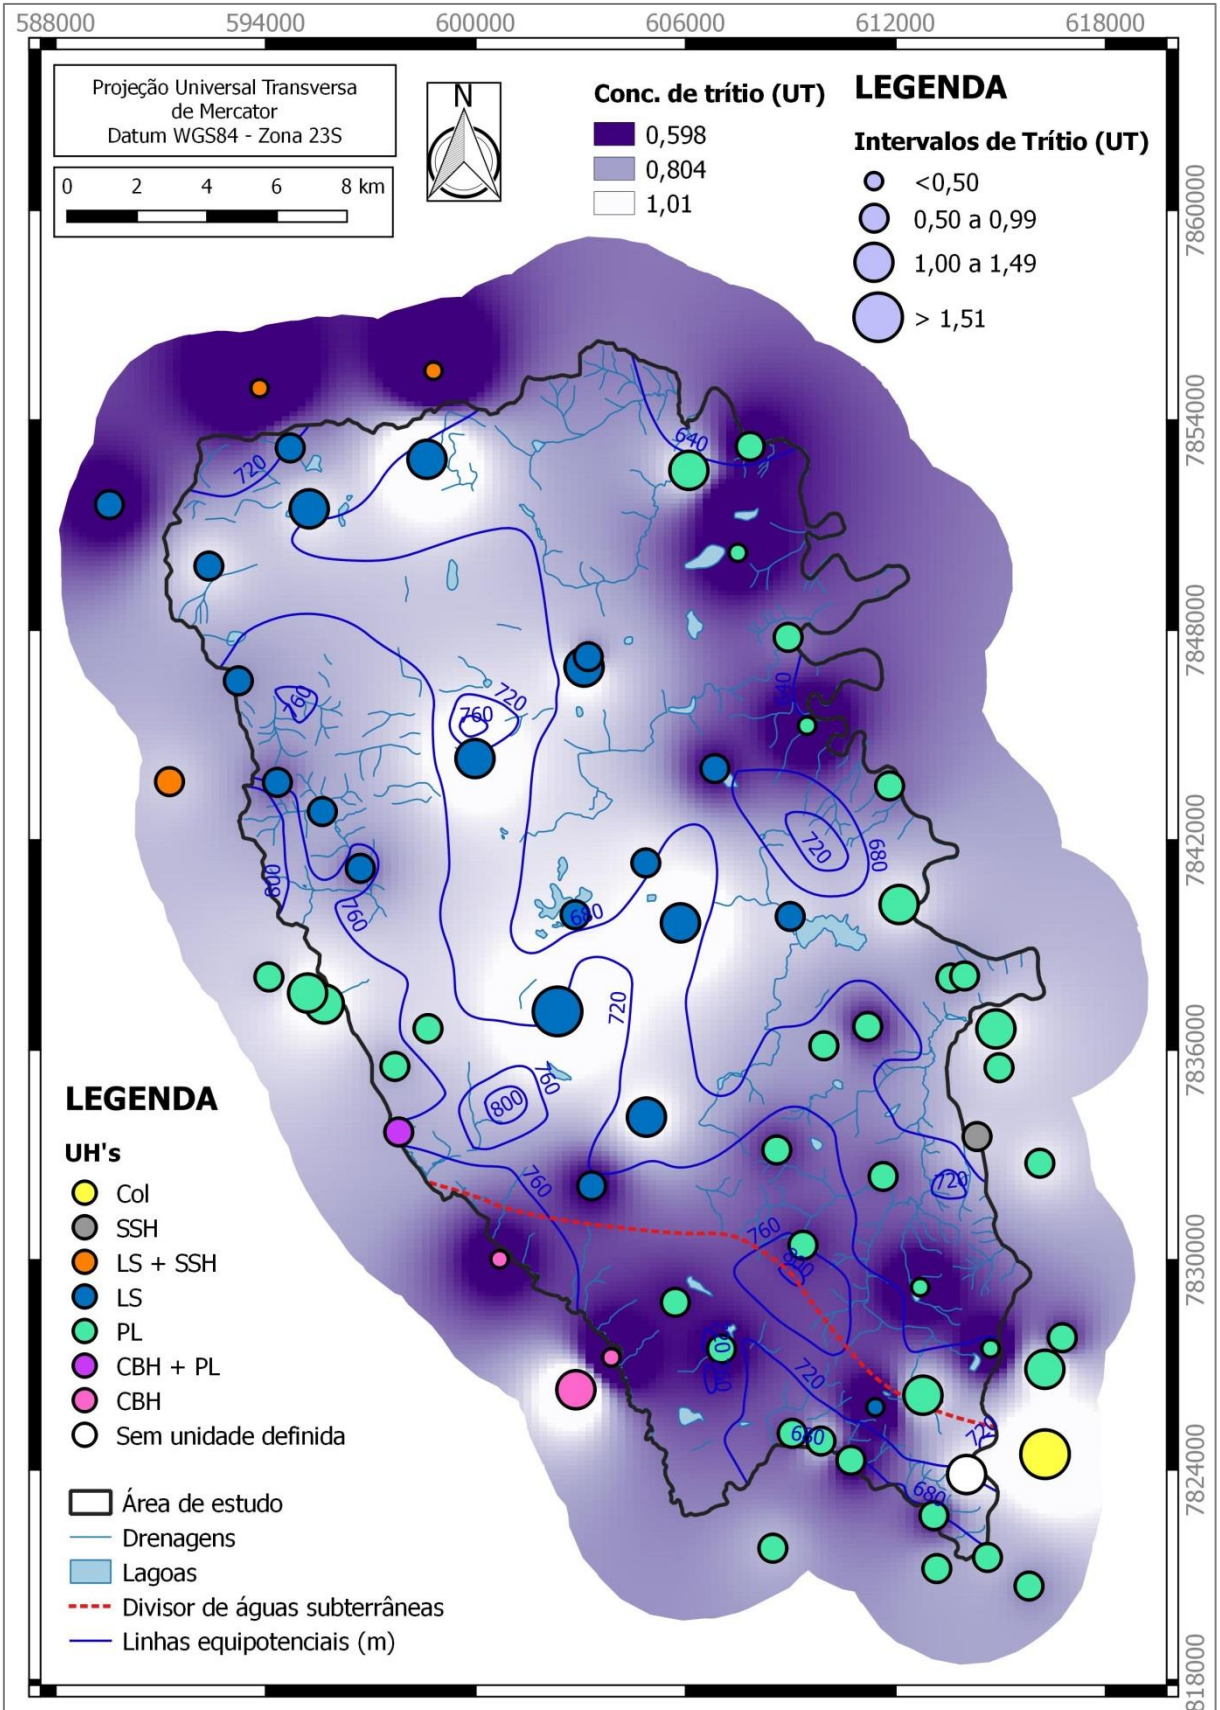 588000
594000
600000
606000
612000
618000
Projeção Universal Transversa
de Mercator
Datum WGS84 - Zona 23S
0 2 4 6 8 km
N
Conc. de trítio (UT)
0,598
0,804
1,01
LEGENDA
Intervalos de Trítio (UT)
<0,50
0,50 a 0,99
1,00 a 1,49
> 1,51
7860000
7854000
7848000
7842000
7836000
7830000
7824000
7818000
640
720
720
760
760
640
720
680
800
760
680
720
760
800
720
760
760
800
720
680
720
680
LEGENDA
UH's
Col
SSH
LS + SSH
LS
PL
CBH + PL
CBH
Sem unidade definida
Área de estudo
Drenagens
Lagoas
Divisor de águas subterrâneas
Linhas equipotenciais (m)